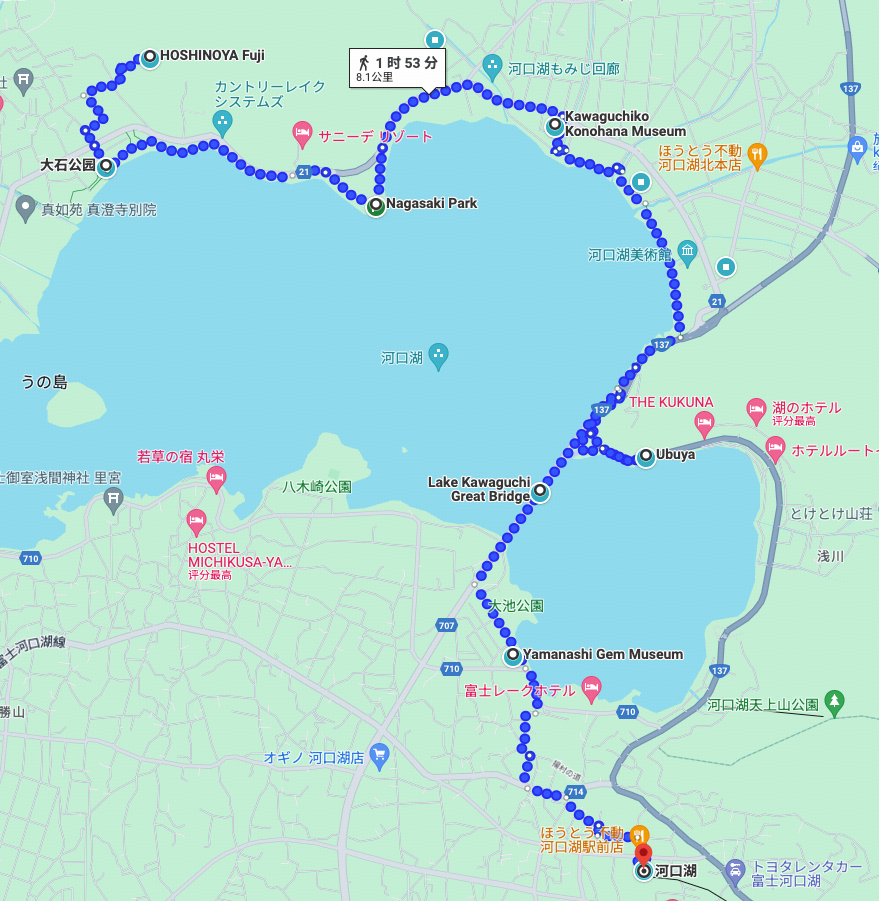 HOSHINOYA Fuji
1 时 53 分
8.1公里
社
カントリーレイク
システムズ
河口湖もみじ回廊
137
Kawaguchiko
Konohana Museum
サニーデ リゾート
大石公園
ほうとう不動
河口湖北本店
21
Nagasaki Park
真如苑 真澄寺別院
河口湖美術館
21
137
河口湖
うの島
THE KUKUNA
137
湖のホテル
评分最高
若草の宿 丸栄
Ubuya
ホテルルートイ
御室浅間神社 里宮
八木崎公園
Lake Kawaguchi
Great Bridge
とけとけ山荘
HOSTEL
MICHIKUSA-YA...
评分最高
710
浅川
大池公園
707
富士河口湖線
710
Yamanashi Gem Museum
137
富士レークホテル
710
河口湖天上山公園
勝山
オギノ 河口湖店
714
ほうとう不動
河口湖駅前店
河口湖
トヨタレンタカー
富士河口湖